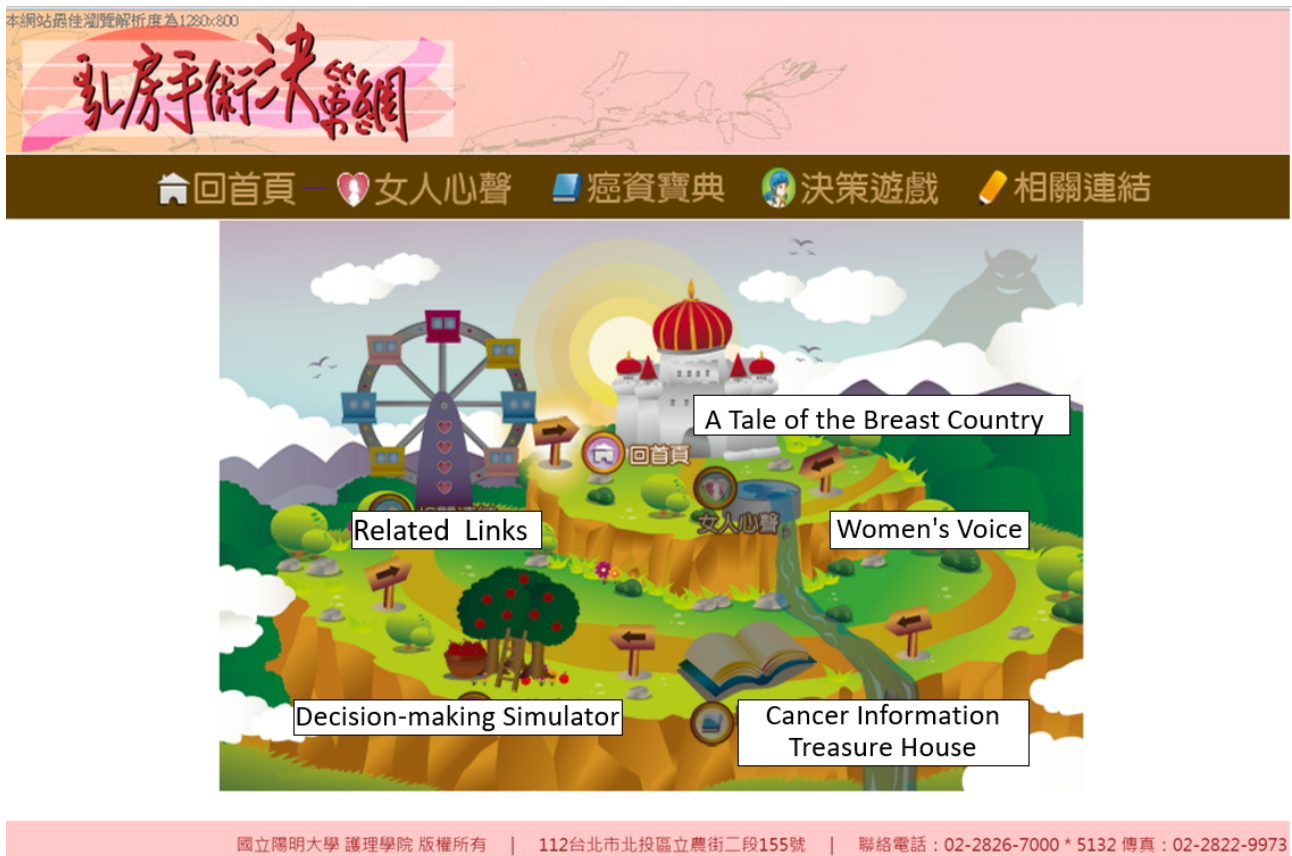 本網站最佳瀏覽解析度為1280x800
乳房手術決策網
回首頁 女人心聲 癌資寶典 決策遊戲 相關連結
A Tale of the Breast Country
回首頁
女人心聲
Related Links
Women's Voice
Decision-making Simulator
Cancer Information
Treasure House
國立陽明大學 護理學院 版權所有 | 112台北市北投區立農街二段155號 | 聯絡電話：02-2826-7000 * 5132 傳真：02-2822-9973